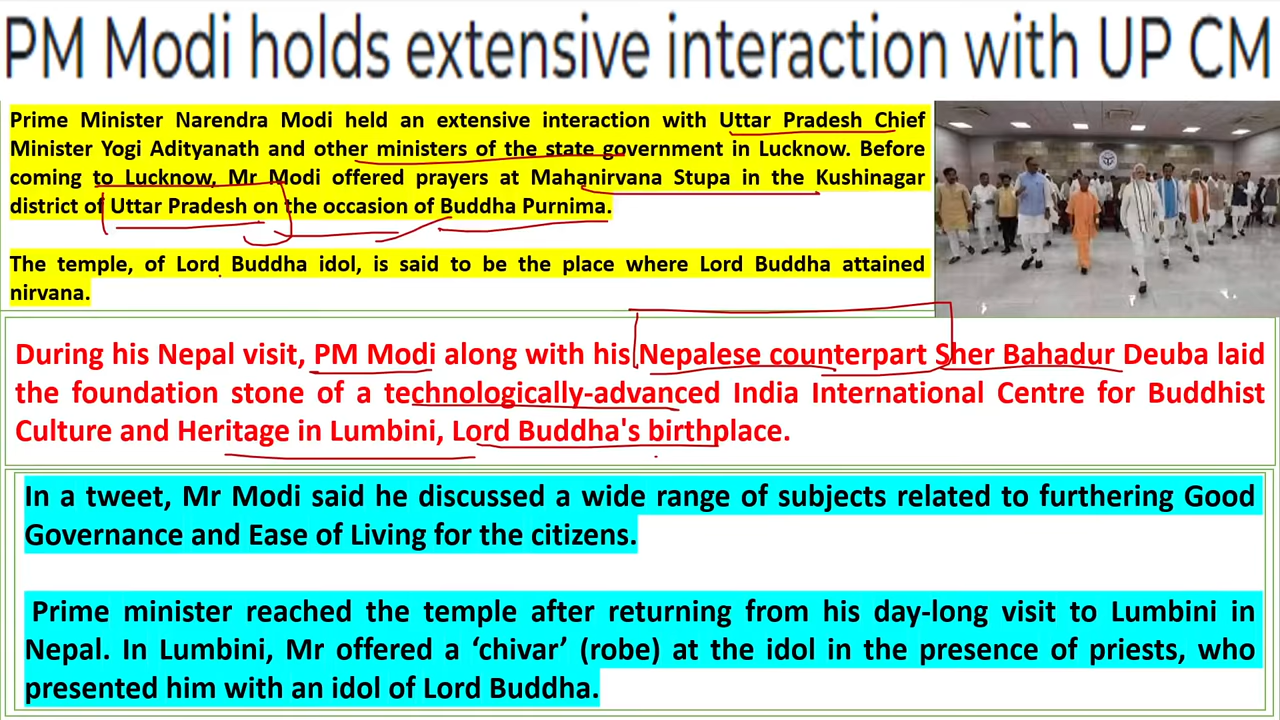 PM Modi holds extensive interaction with UP CM
Prime Minister Narendra Modi held an extensive interaction with Uttar Pradesh Chief
Minister Yogi Adityanath and other ministers of the state government in Lucknow. Before
coming to Lucknow, Mr Modi offered prayers at Mahanirvana Stupa in the Kushinagar
district of Uttar Pradesh on the occasion of Buddha Purnima.
The temple, of Lord Buddha idol, is said to be the place where Lord Buddha attained
nirvana.
During his Nepal visit, PM Modi along with his Nepalese counterpart Sher Bahadur Deuba laid
the foundation stone of a technologically-advanced India International Centre for Buddhist
Culture and Heritage in Lumbini, Lord Buddha's birthplace.
In a tweet, Mr Modi said he discussed a wide range of subjects related to furthering Good
Governance and Ease of Living for the citizens.
Prime minister reached the temple after returning from his day-long visit to Lumbini in
Nepal. In Lumbini, Mr offered a ‘chivar’ (robe) at the idol in the presence of priests, who
presented him with an idol of Lord Buddha.